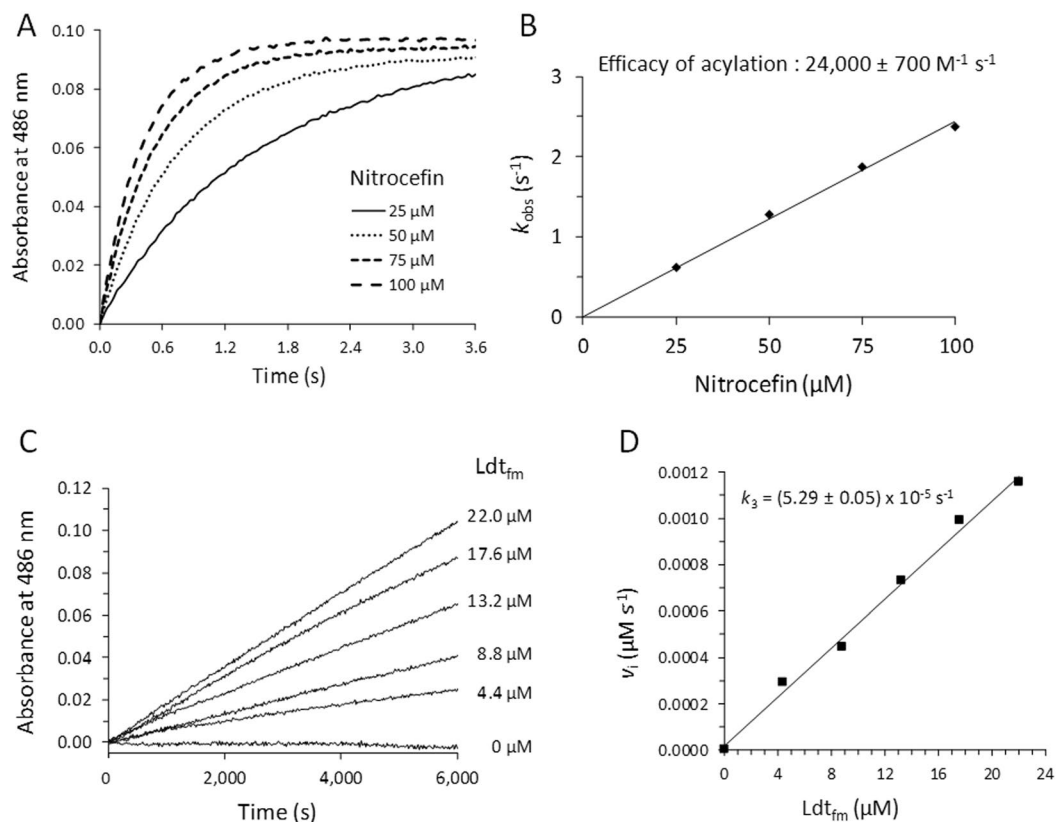 A
Absorbance at 486 nm
0.10
0.08
0.06
0.04
0.02
0.00
0.0 0.6 1.2 1.8 2.4 3.0 3.6
Time (s)
Nitrocefin
25 µM
50 µM
75 µM
100 µM
B
Efficacy of acylation : 24,000 ± 700 M⁻¹ s⁻¹
k_obs (s⁻¹)
3
2
1
0
0 25 50 75 100
Nitrocefin (µM)
C
Absorbance at 486 nm
0.12
0.10
0.08
0.06
0.04
0.02
0.00
0 2,000 4,000 6,000
Time (s)
Ldt_fm
22.0 µM
17.6 µM
13.2 µM
8.8 µM
4.4 µM
0 µM
D
k₃ = (5.29 ± 0.05) x 10⁻⁵ s⁻¹
v_i (µM s⁻¹)
0.0012
0.0010
0.0008
0.0006
0.0004
0.0002
0.0000
0 4 8 12 16 20 24
Ldt_fm (µM)